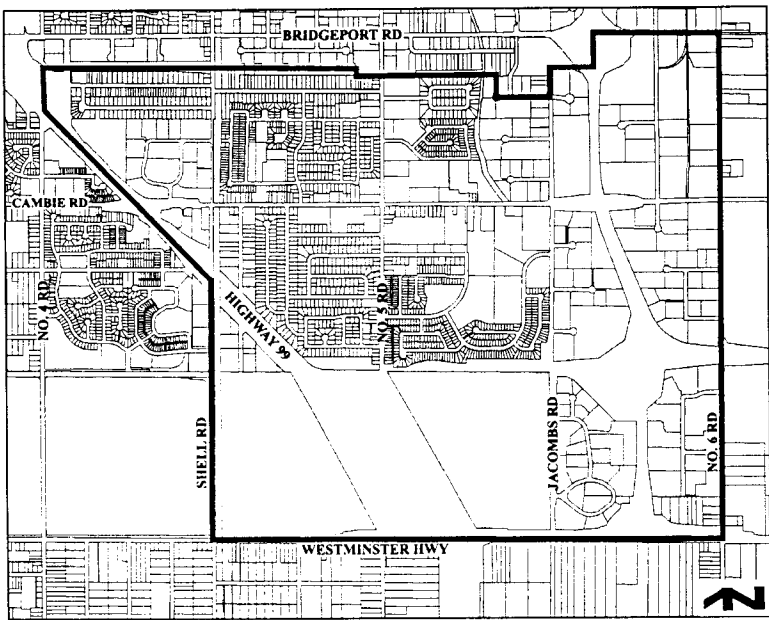 BRIDGEPORT RD
CAMBIE RD
NO. 4 RD
HIGHWAY 99
NO. 5 RD
SHELL RD
JACOMBS RD
NO. 6 RD
WESTMINSTER HWY
N